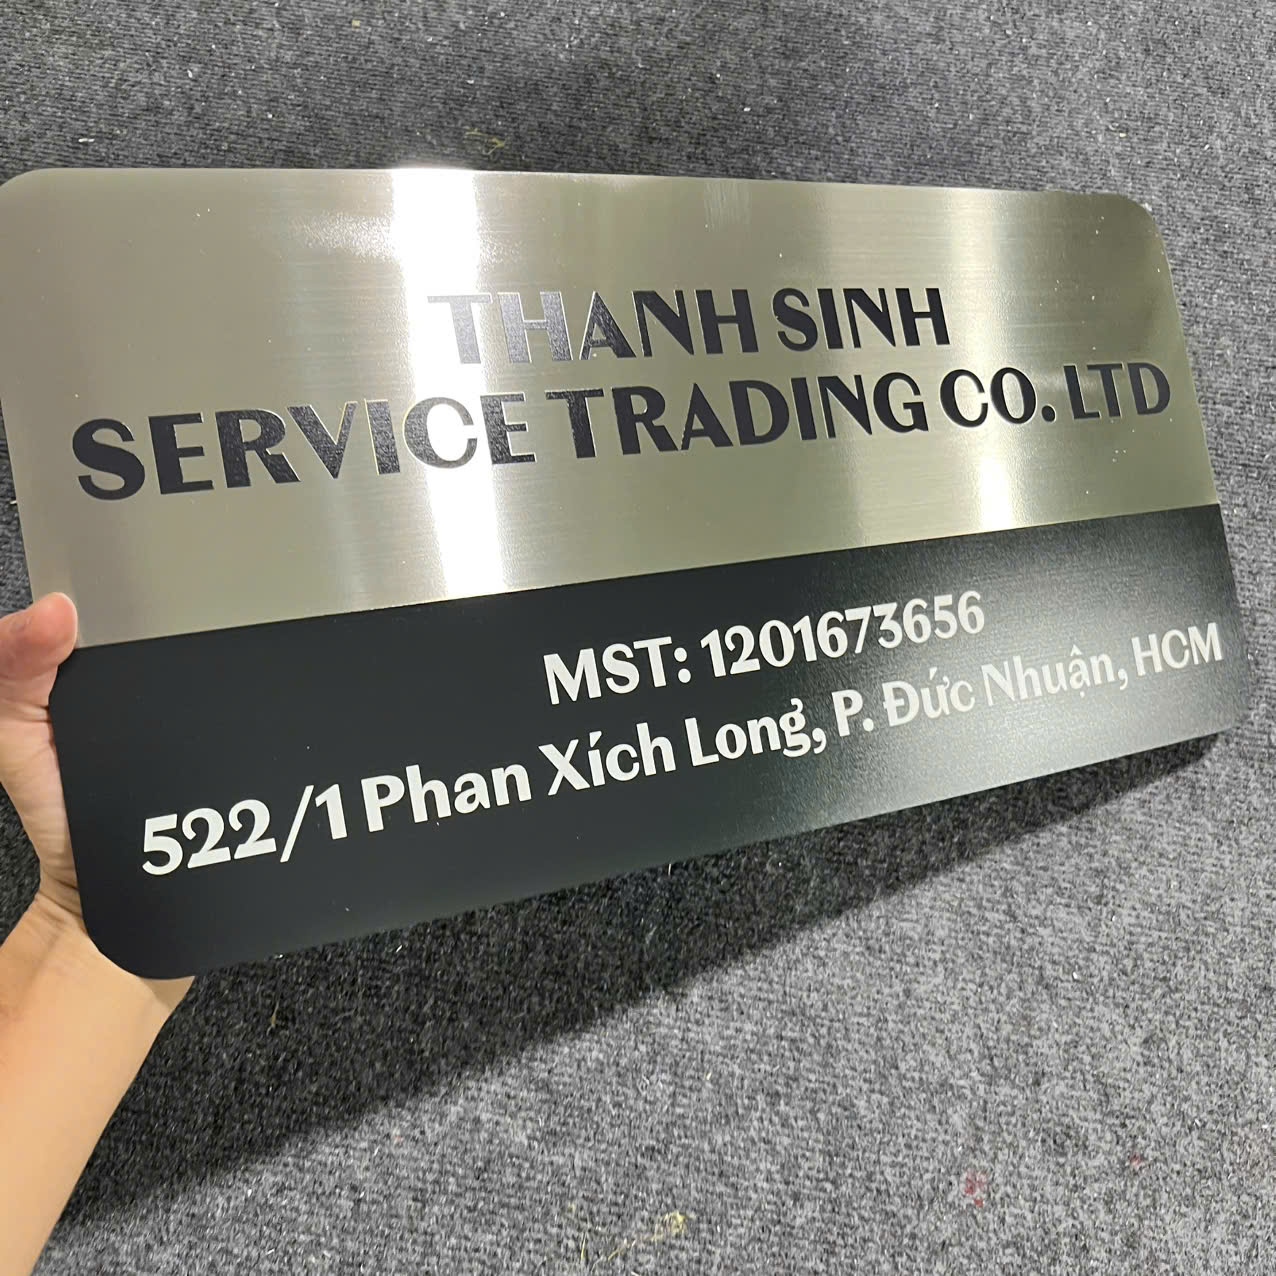 THANH SINH
SERVICE TRADING CO. LTD
MST: 1201673656
522/1 Phan Xích Long, P. Đức Nhuận, HCM